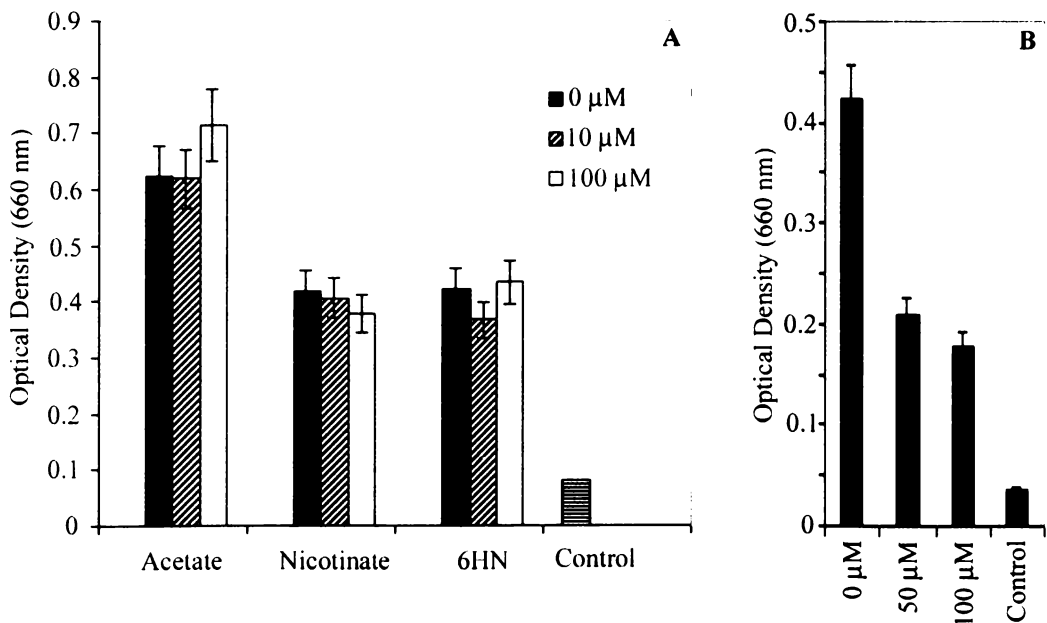 A
Optical Density (660 nm)
0.9
0.8
0.7
0.6
0.5
0.4
0.3
0.2
0.1
0
0 µM
10 µM
100 µM
Acetate
Nicotinate
6HN
Control
B
Optical Density (660 nm)
0.5
0.4
0.3
0.2
0.1
0
0 µM
50 µM
100 µM
Control